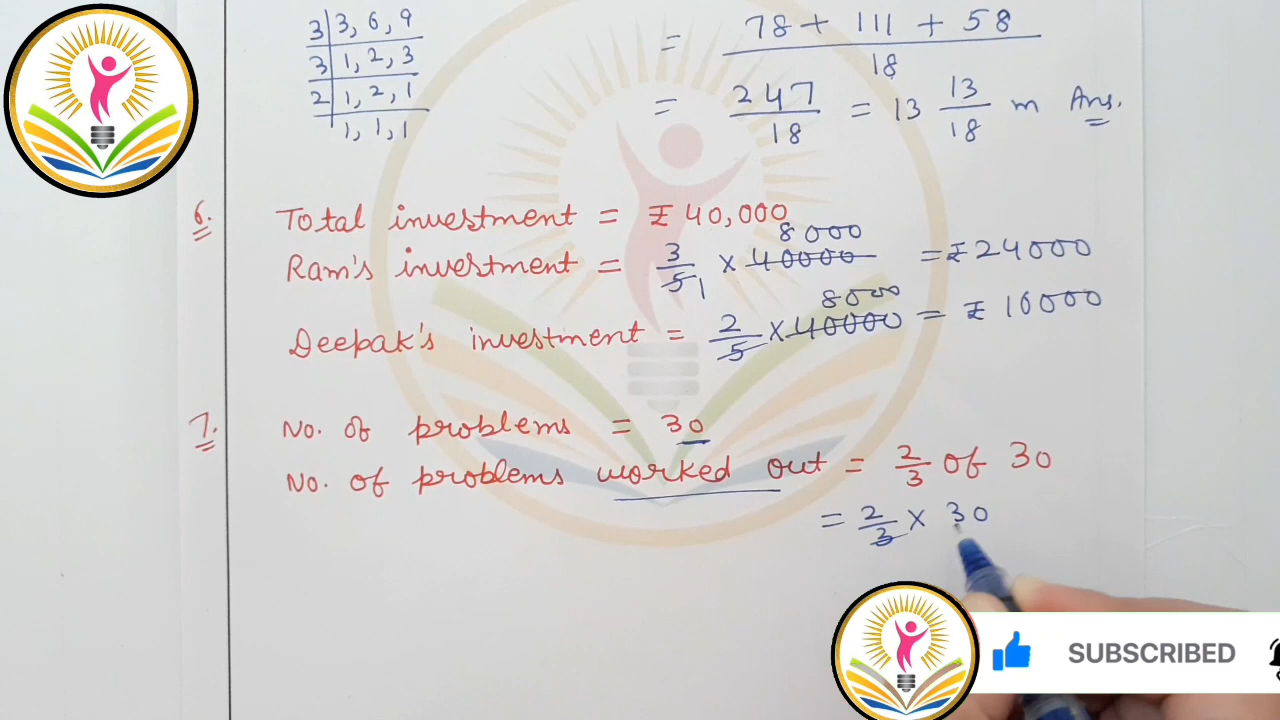 3 | 3, 6, 9
3 | 1, 2, 3
2 | 1, 2, 1
1, 1, 1
= 78 + 111 + 58 / 18
= 247 / 18 = 13 13/18 m Ans.
6. Total investment = ₹ 40,000
Ram's investment = 3/5 1 × 40000 8000 = ₹ 24000
Deepak's investment = 2/5 × 40000 8000 = ₹ 16000
7. No. of problems = 30
No. of problems worked out = 2/3 of 30
= 2/3 × 30
SUBSCRIBED